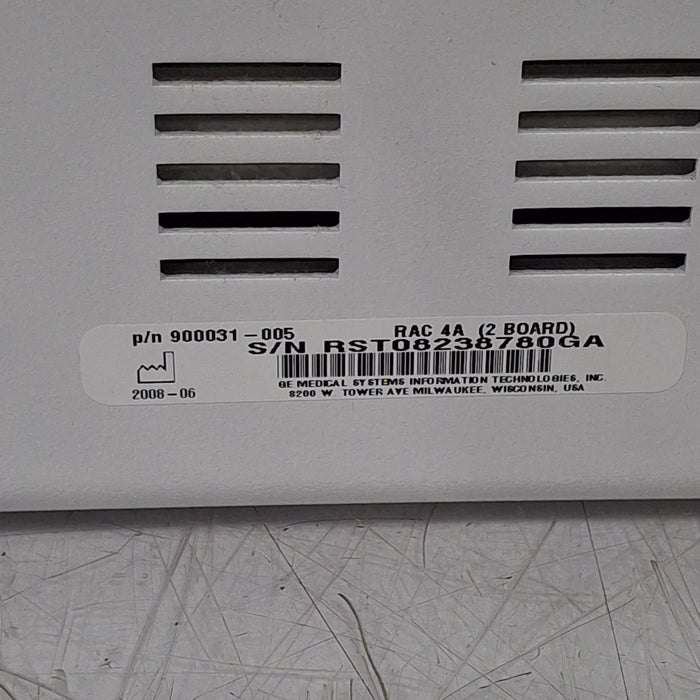 p/n 900031-005 RAC 4A (2 BOARD)
S/N RST08238780GA
2008-06
GE MEDICAL SYSTEMS INFORMATION TECHNOLOGIES, INC.
8200 W. TOWER AVE MILWAUKEE, WISCONSIN, USA